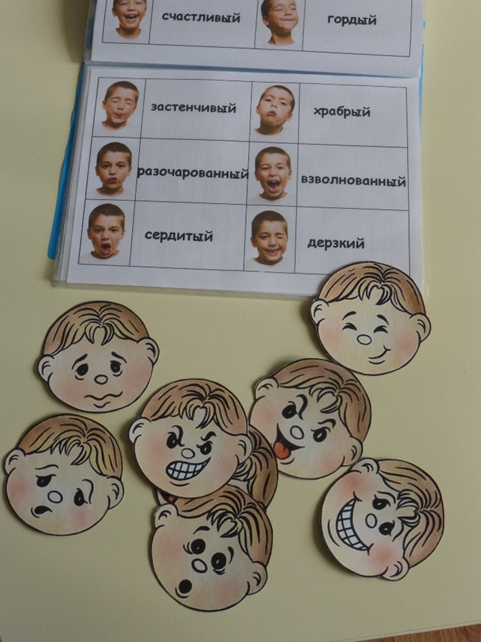 счастливый гордый
застенчивый храбрый
разочарованный взволнованный
сердитый дерзкий